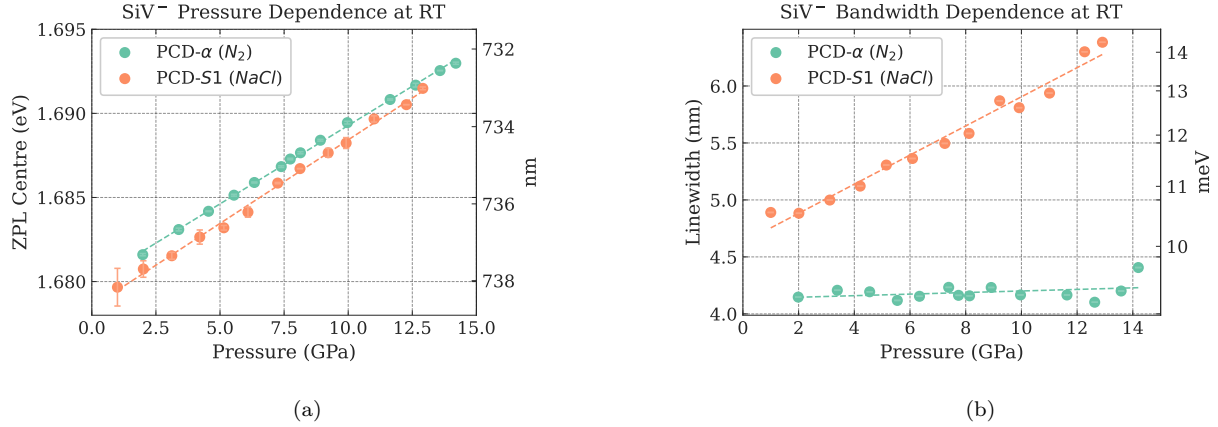 SiV⁻ Pressure Dependence at RT
1.695
1.690
1.685
1.680
ZPL Centre (eV)
PCD-α (N₂)
PCD-S1 (NaCl)
732
734
736
738
nm
0.0 2.5 5.0 7.5 10.0 12.5 15.0
Pressure (GPa)
(a)
SiV⁻ Bandwidth Dependence at RT
6.0
5.5
5.0
4.5
4.0
Linewidth (nm)
PCD-α (N₂)
PCD-S1 (NaCl)
14
13
12
11
10
meV
0 2 4 6 8 10 12 14
Pressure (GPa)
(b)